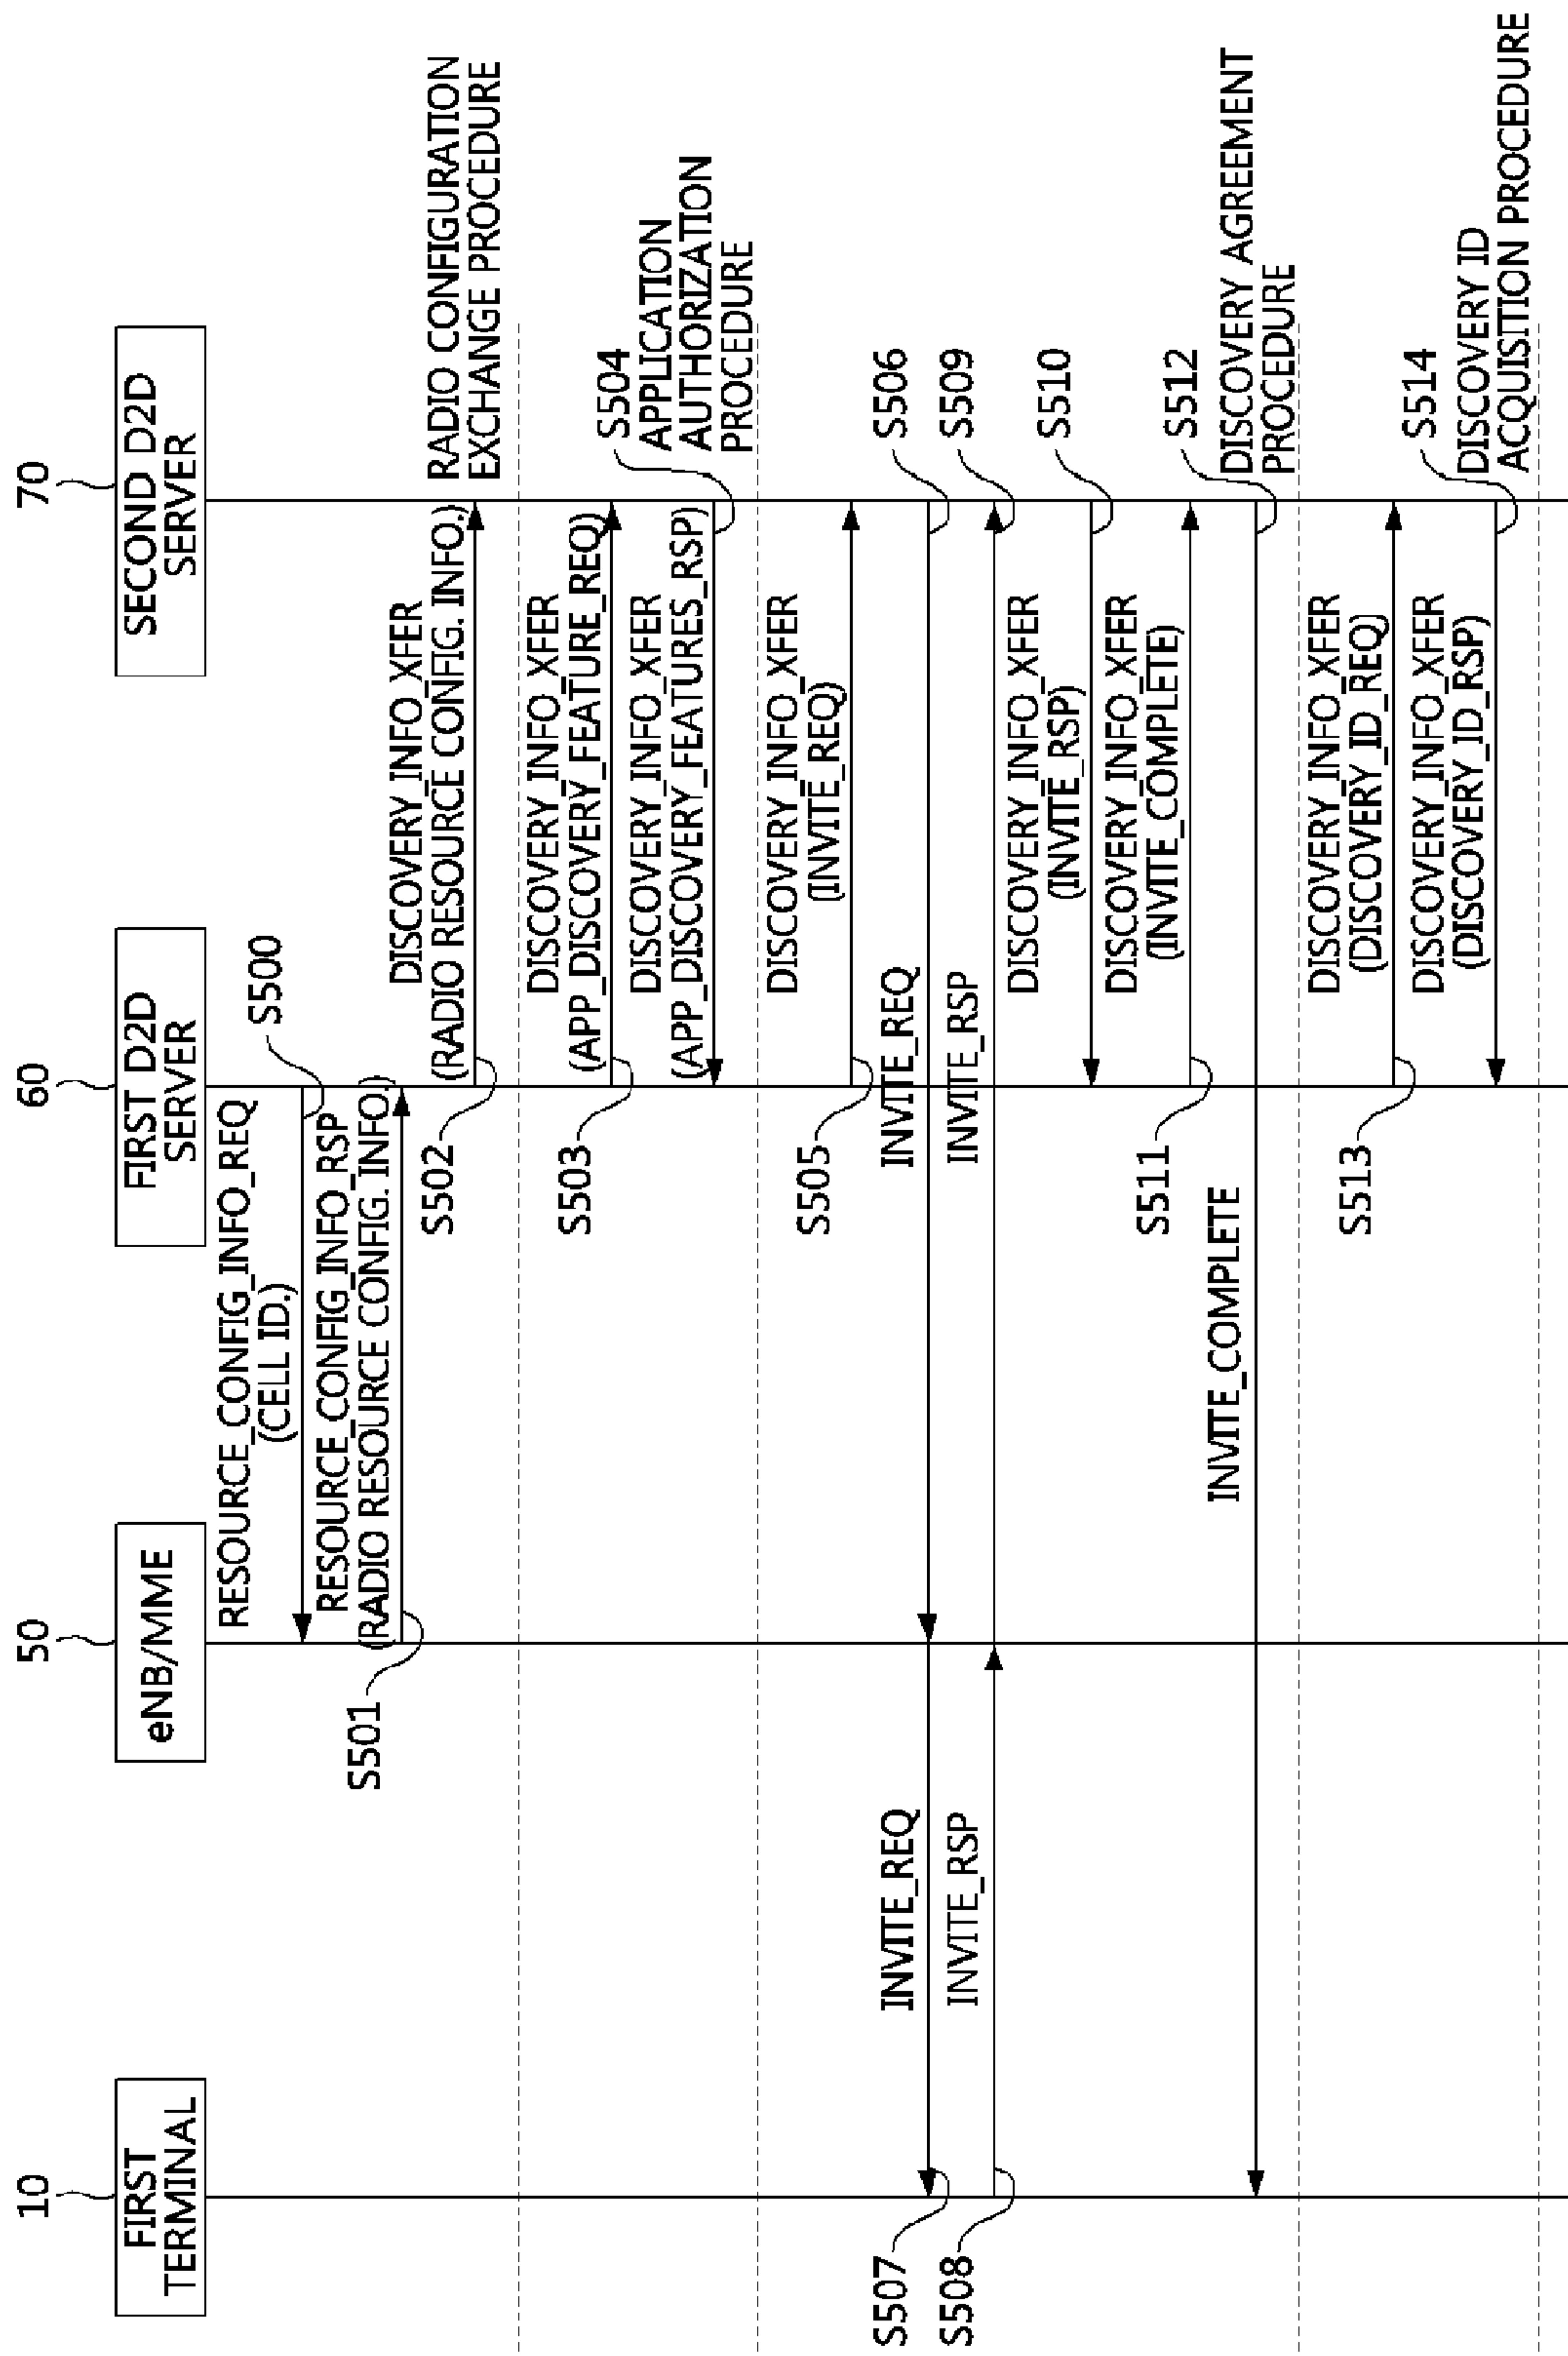 10
FIRST
TERMINAL
50
eNB/MME
60
FIRST D2D
SERVER
70
SECOND D2D
SERVER
RESOURCE_CONFIG_INFO_REQ
(CELL ID.)
S500
RESOURCE_CONFIG_INFO_RSP
(RADIO RESOURCE CONFIG. INFO.)
S501
DISCOVERY_INFO_XFER
(RADIO RESOURCE CONFIG. INFO.)
S502
RADIO CONFIGURATION
EXCHANGE PROCEDURE
DISCOVERY_INFO_XFER
(APP_DISCOVERY_FEATURE_REQ)
S503
DISCOVERY_INFO_XFER
(APP_DISCOVERY_FEATURES_RSP)
S504
APPLICATION
AUTHORIZATION
PROCEDURE
DISCOVERY_INFO_XFER
(INVITE_REQ)
S505
S507
INVITE_REQ
INVITE_REQ
S506
S508
INVITE_RSP
INVITE_RSP
S509
DISCOVERY_INFO_XFER
(INVITE_RSP)
S510
DISCOVERY_INFO_XFER
(INVITE_COMPLETE)
S511
INVITE_COMPLETE
S512
DISCOVERY AGREEMENT
PROCEDURE
DISCOVERY_INFO_XFER
(DISCOVERY_ID_REQ)
S513
DISCOVERY_INFO_XFER
(DISCOVERY_ID_RSP)
S514
DISCOVERY ID
ACQUISITION PROCEDURE